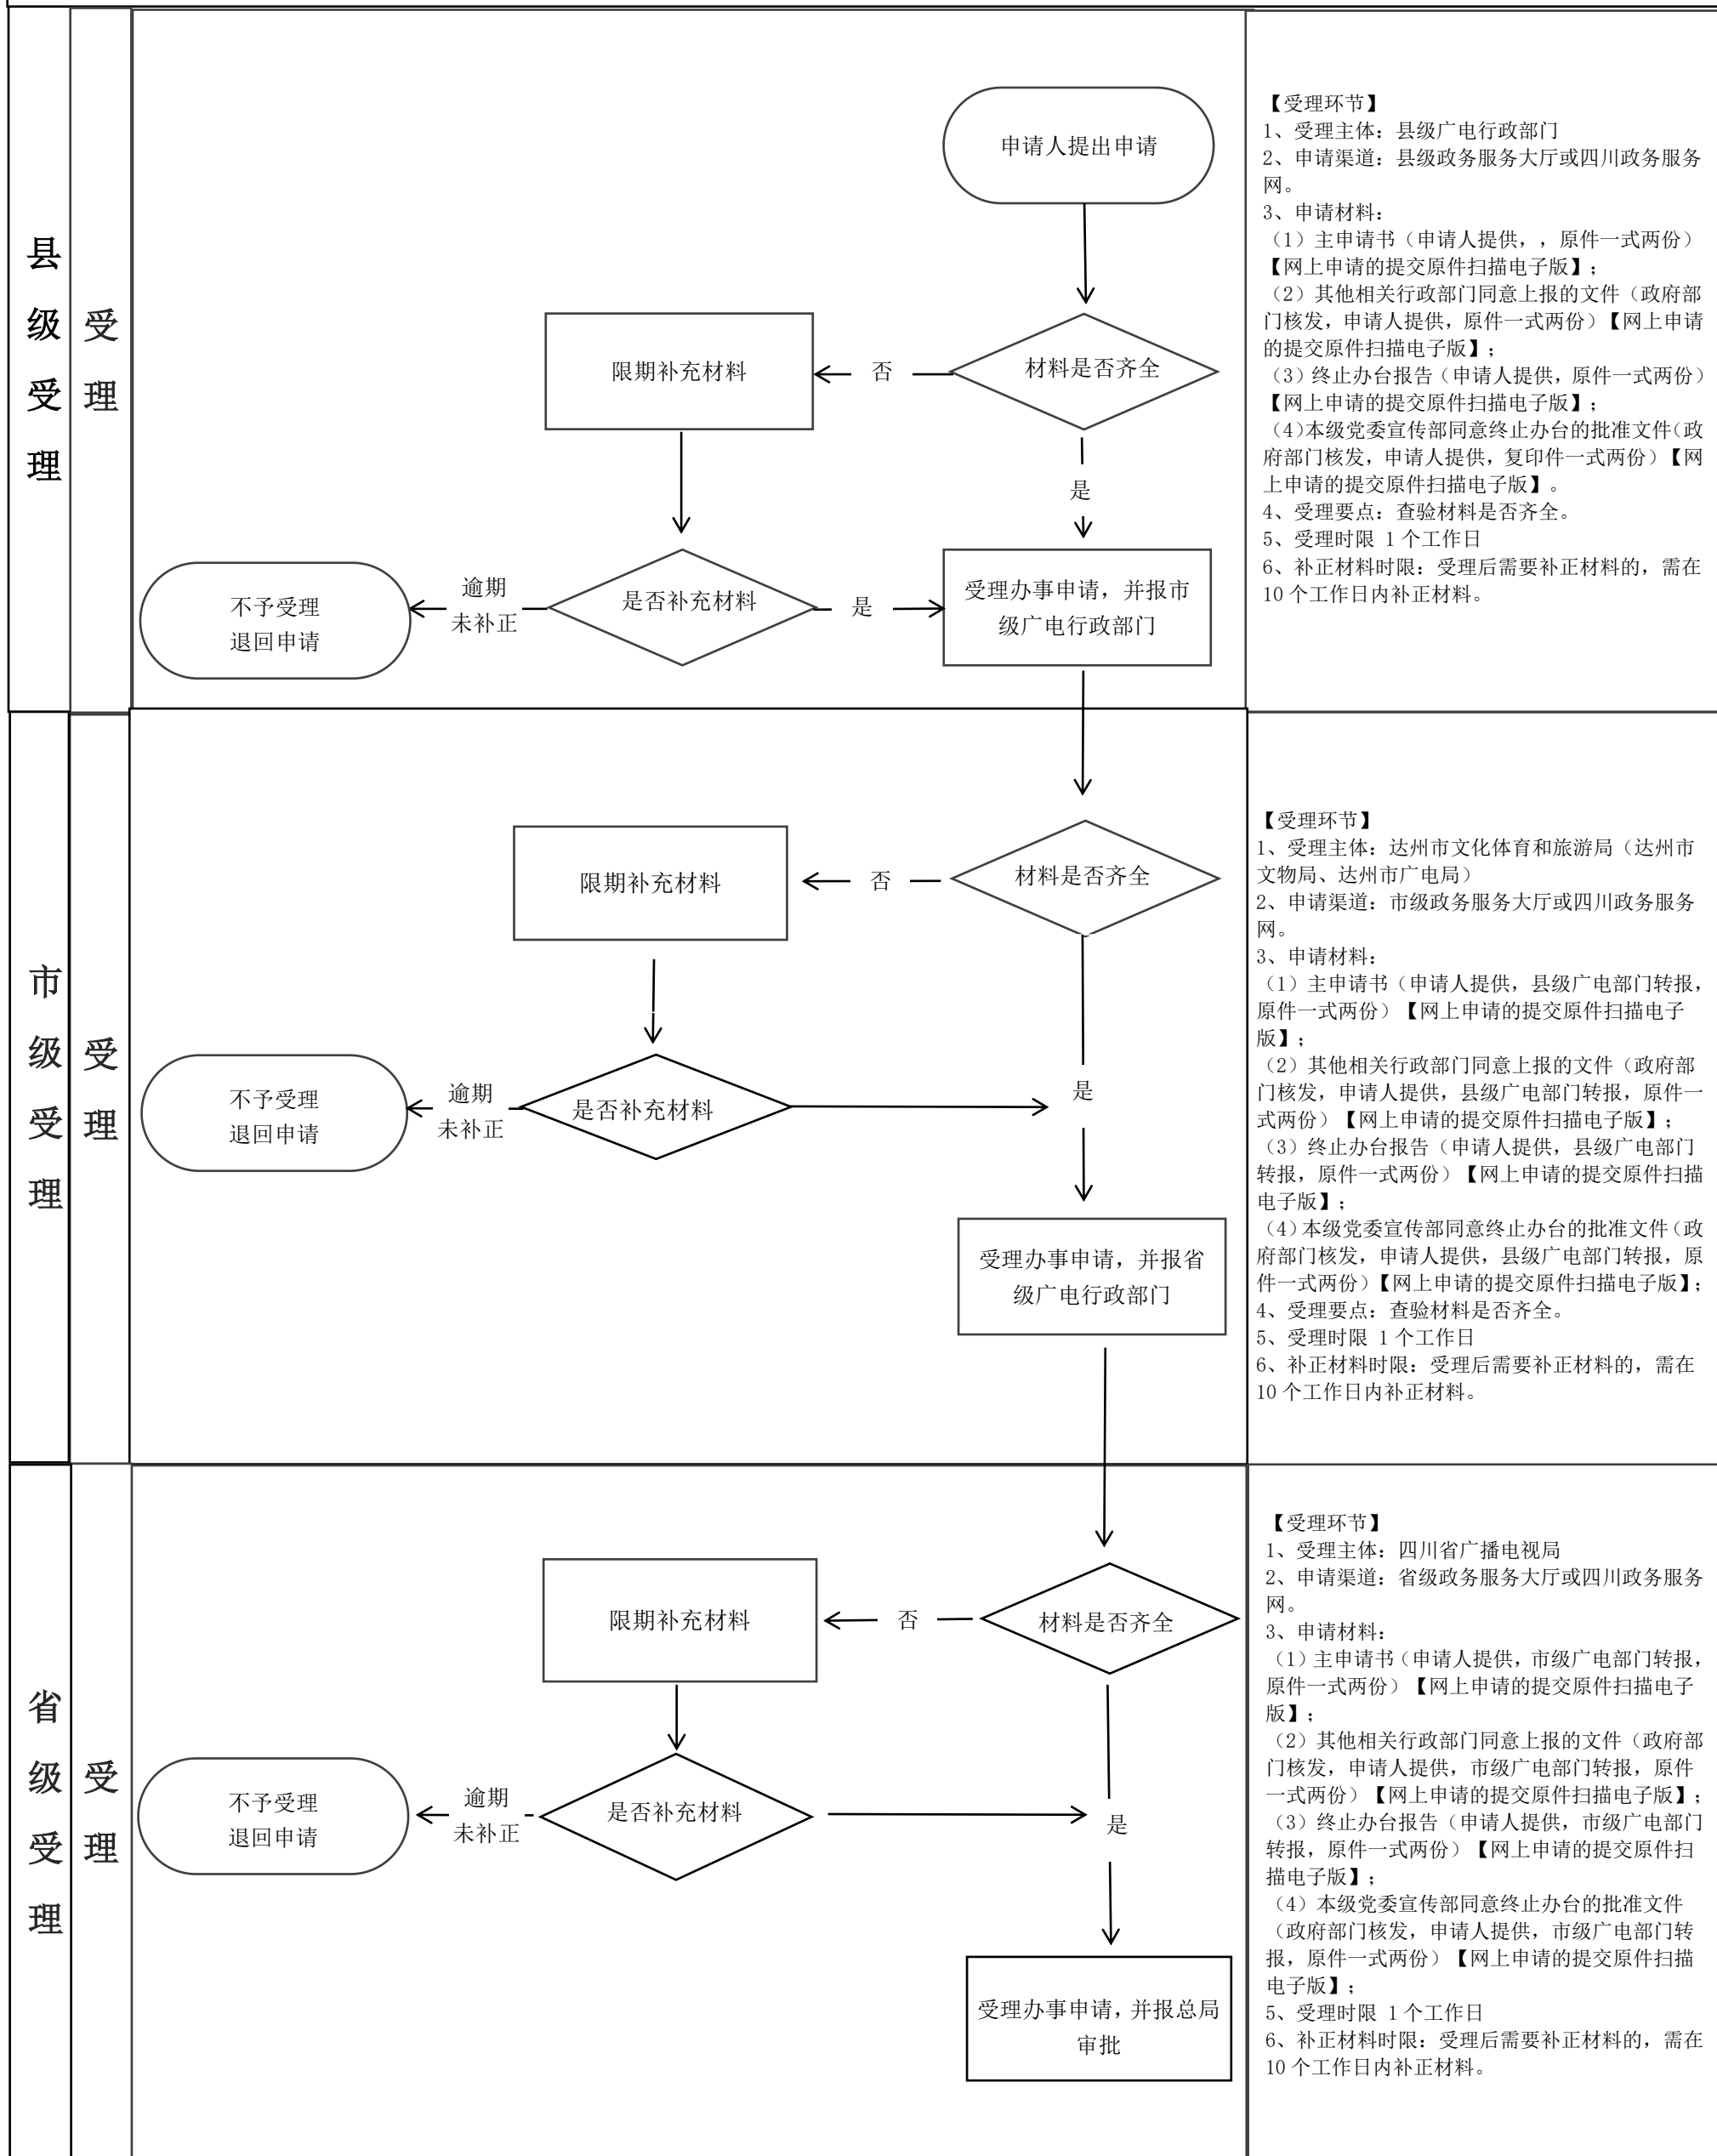 县
级
受
理
受
理
申请人提出申请
材料是否齐全
否
限期补充材料
是
是否补充材料
逾期
未补正
不予受理
退回申请
是
受理办事申请，并报市
级广电行政部门
【受理环节】
1、受理主体：县级广电行政部门
2、申请渠道：县级政务服务大厅或四川政务服务
网。
3、申请材料：
（1）主申请书（申请人提供，，原件一式两份）
【网上申请的提交原件扫描电子版】；
（2）其他相关行政部门同意上报的文件（政府部
门核发，申请人提供，原件一式两份）【网上申请
的提交原件扫描电子版】；
（3）终止办台报告（申请人提供，原件一式两份）
【网上申请的提交原件扫描电子版】；
（4）本级党委宣传部同意终止办台的批准文件（政
府部门核发，申请人提供，复印件一式两份）【网
上申请的提交原件扫描电子版】。
4、受理要点：查验材料是否齐全。
5、受理时限 1个工作日
6、补正材料时限：受理后需要补正材料的，需在
10个工作日内补正材料。
市
级
受
理
受
理
材料是否齐全
否
限期补充材料
是
是否补充材料
逾期
未补正
不予受理
退回申请
受理办事申请，并报省
级广电行政部门
【受理环节】
1、受理主体：达州市文化体育和旅游局（达州市
文物局、达州市广电局）
2、申请渠道：市级政务服务大厅或四川政务服务
网。
3、申请材料：
（1）主申请书（申请人提供，县级广电部门转报，
原件一式两份）【网上申请的提交原件扫描电子
版】；
（2）其他相关行政部门同意上报的文件（政府部
门核发，申请人提供，县级广电部门转报，原件一
式两份）【网上申请的提交原件扫描电子版】；
（3）终止办台报告（申请人提供，县级广电部门
转报，原件一式两份）【网上申请的提交原件扫描
电子版】；
（4）本级党委宣传部同意终止办台的批准文件（政
府部门核发，申请人提供，县级广电部门转报，原
件一式两份）【网上申请的提交原件扫描电子版】；
4、受理要点：查验材料是否齐全。
5、受理时限 1个工作日
6、补正材料时限：受理后需要补正材料的，需在
10个工作日内补正材料。
省
级
受
理
受
理
材料是否齐全
否
限期补充材料
是
是否补充材料
逾期
未补正
不予受理
退回申请
受理办事申请，并报总局
审批
【受理环节】
1、受理主体：四川省广播电视局
2、申请渠道：省级政务服务大厅或四川政务服务
网。
3、申请材料：
（1）主申请书（申请人提供，市级广电部门转报，
原件一式两份）【网上申请的提交原件扫描电子
版】；
（2）其他相关行政部门同意上报的文件（政府部
门核发，申请人提供，市级广电部门转报，原件
一式两份）【网上申请的提交原件扫描电子版】；
（3）终止办台报告（申请人提供，市级广电部门
转报，原件一式两份）【网上申请的提交原件扫
描电子版】；
（4）本级党委宣传部同意终止办台的批准文件
（政府部门核发，申请人提供，市级广电部门转
报，原件一式两份）【网上申请的提交原件扫描
电子版】；
5、受理时限 1个工作日
6、补正材料时限：受理后需要补正材料的，需在
10个工作日内补正材料。